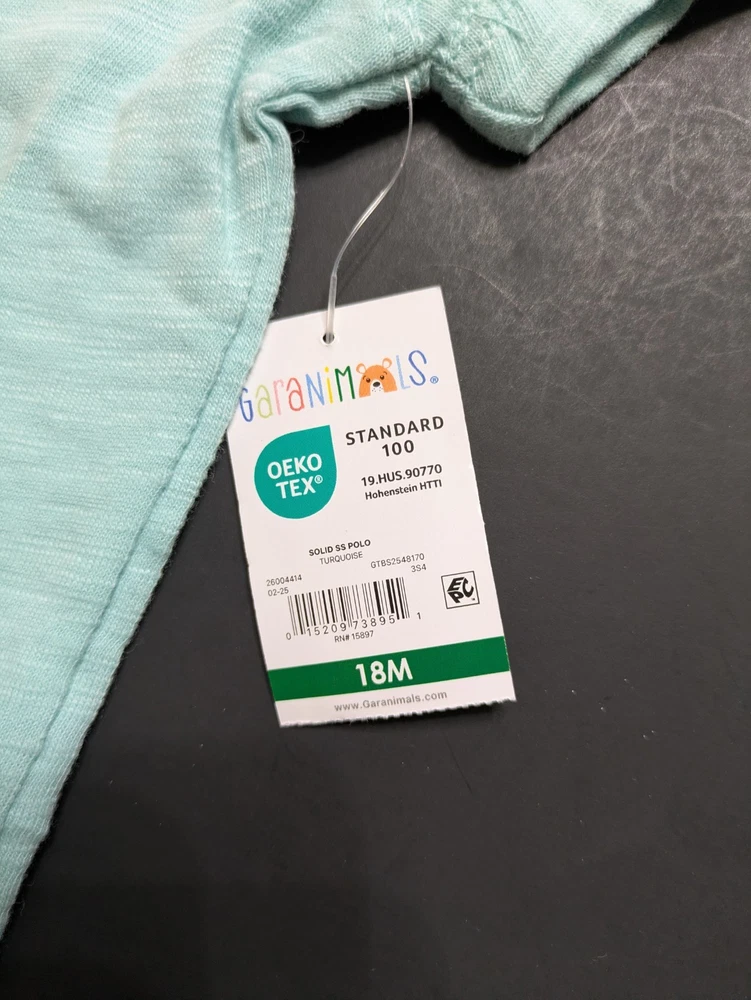 GaraNiMALS®
OEKO
TEX®
STANDARD
100
19.HUS.90770
Hohenstein HTTI
SOLID SS POLO
TURQUOISE
GTBS2548170
26004414
3S4
02-25
EPC™
0 15209 73895 1
RN# 15897
18M
www.Garanimals.com